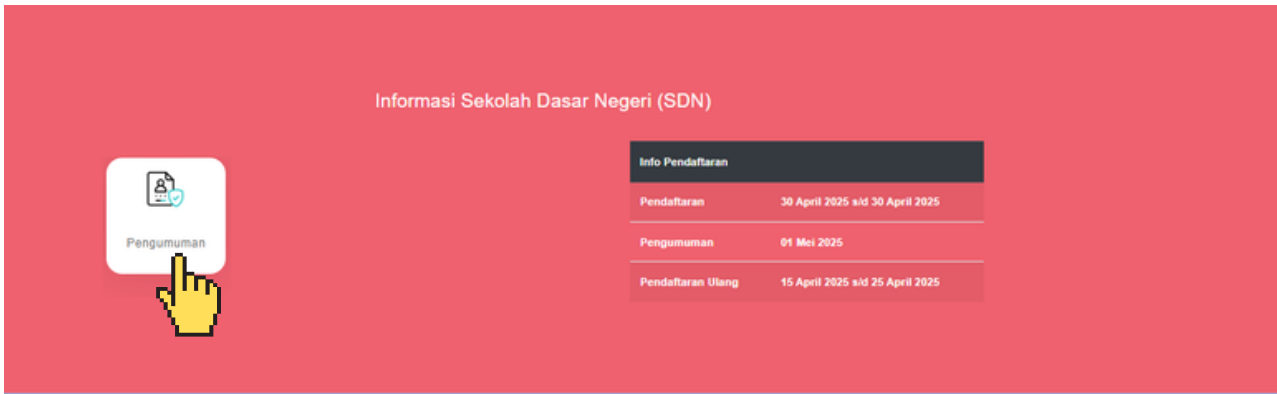 Informasi Sekolah Dasar Negeri (SDN)
Pengumuman
Info Pendaftaran
Pendaftaran 30 April 2025 s/d 30 April 2025
Pengumuman 01 Mei 2025
Pendaftaran Ulang 15 April 2025 s/d 25 April 2025